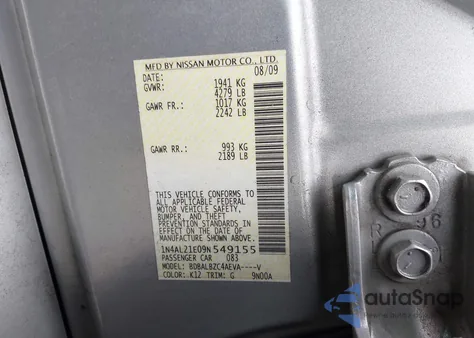 MFD BY NISSAN MOTOR CO., LTD.
DATE: 08/09
GVWR: 1941 KG
4279 LB
GAWR FR.: 1017 KG
2242 LB
GAWR RR.: 993 KG
2189 LB
THIS VEHICLE CONFORMS TO
ALL APPLICABLE FEDERAL
MOTOR VEHICLE SAFETY,
BUMPER, AND THEFT
PREVENTION STANDARDS IN
EFFECT ON THE DATE OF
MANUFACTURE SHOWN ABOVE.
1N4AL21E09N549155
PASSENGER CAR 083
MODEL: BDBALBZC4AEVA----V
COLOR: K12 TRIM: G 9N00A
R 96
autoSnap